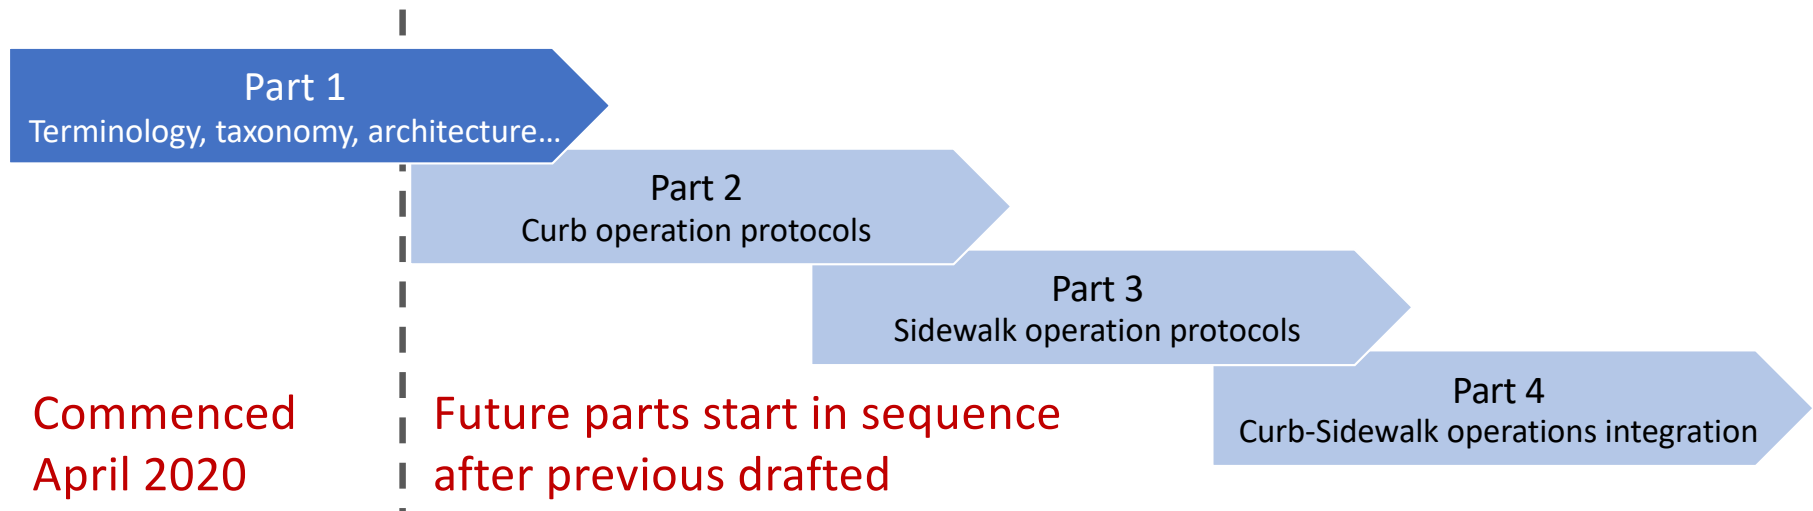 Part 1
Terminology, taxonomy, architecture…
Part 2
Curb operation protocols
Part 3
Sidewalk operation protocols
Part 4
Curb-Sidewalk operations integration
Commenced
April 2020
Future parts start in sequence
after previous drafted